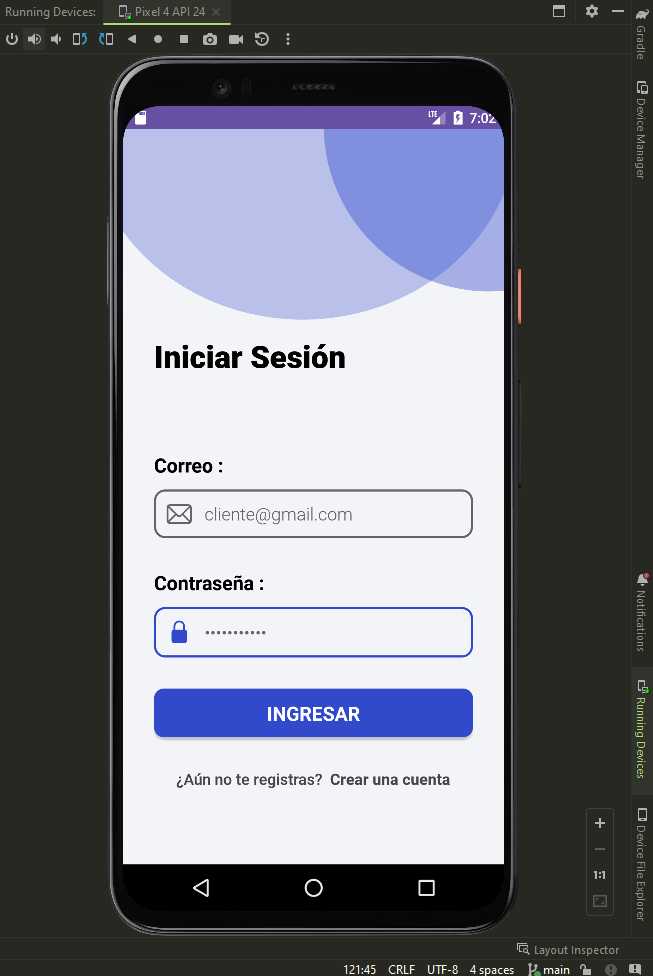 Running Devices:
Pixel 4 API 24
Gradle
Device Manager
LTE
7:02
Iniciar Sesión
Correo :
cliente@gmail.com
Contraseña :
•••••••••••
INGRESAR
¿Aún no te registras? Crear una cuenta
Notifications
Running Devices
Device File Explorer
1:1
Layout Inspector
121:45 CRLF UTF-8 4 spaces main